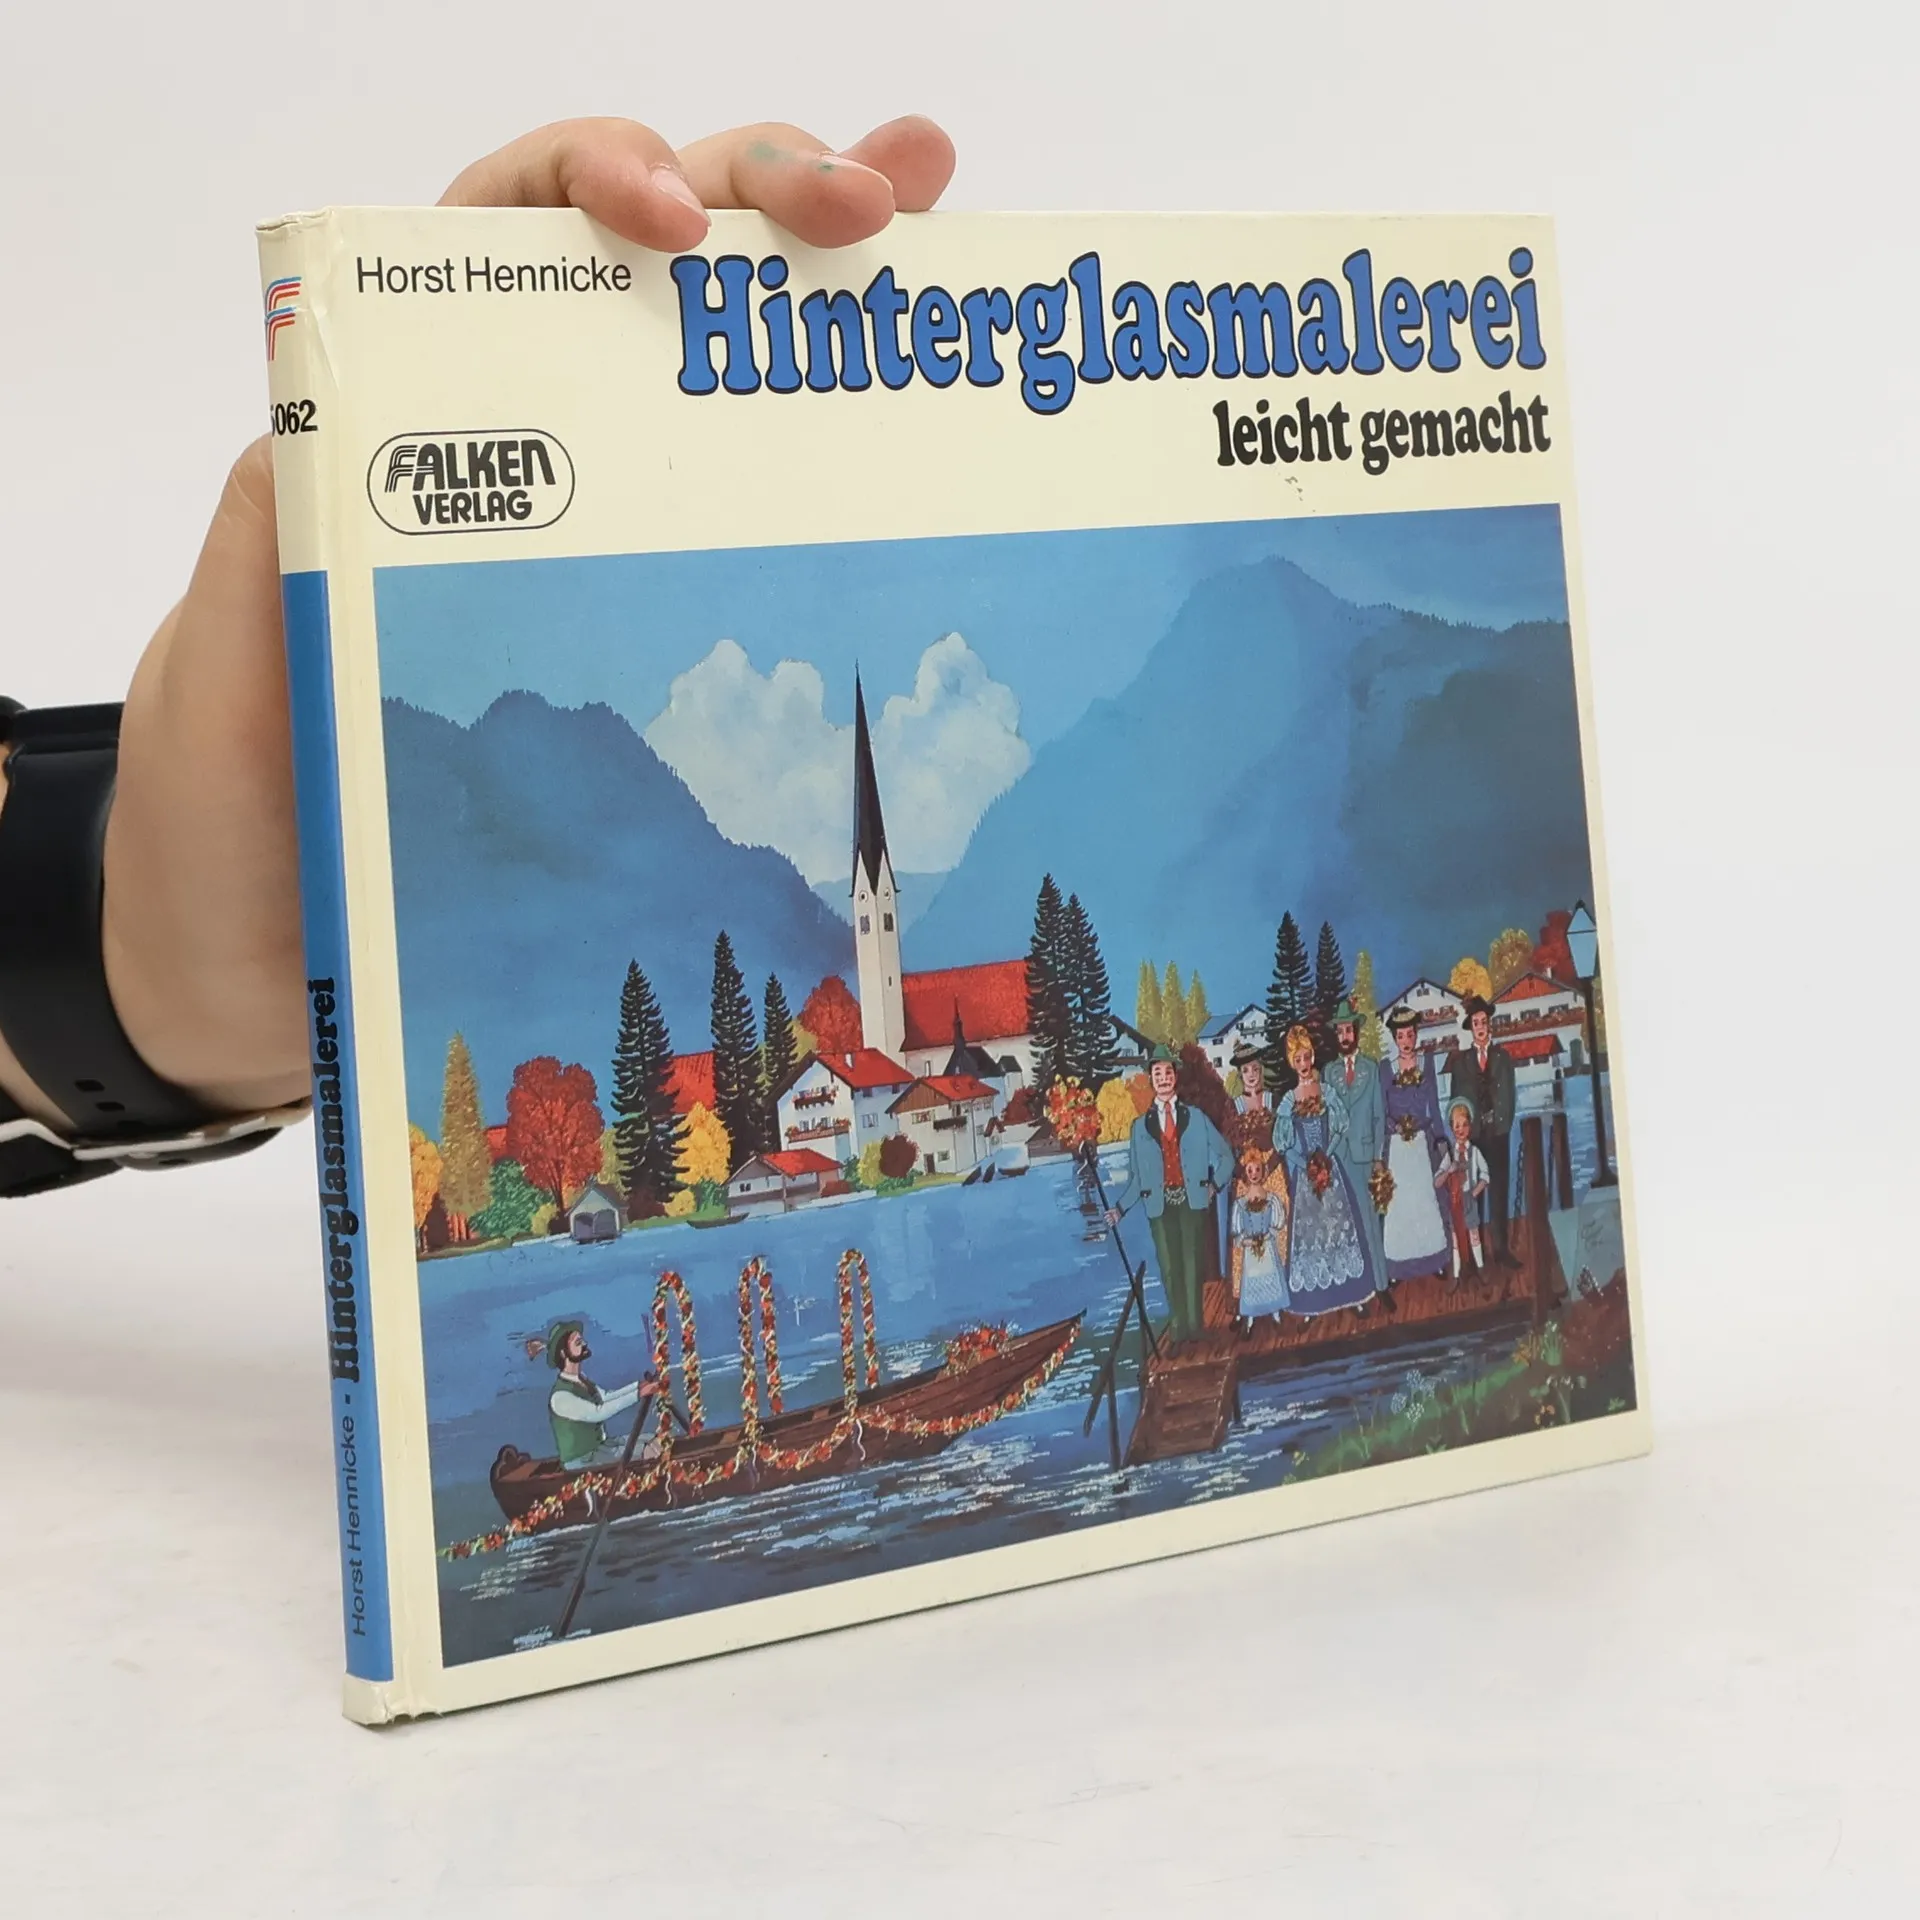 Horst Hennicke
Hinterglasmalerei
leicht gemacht
FALKEN
VERLAG
5062
Horst Hennicke - Hinterglasmalerei